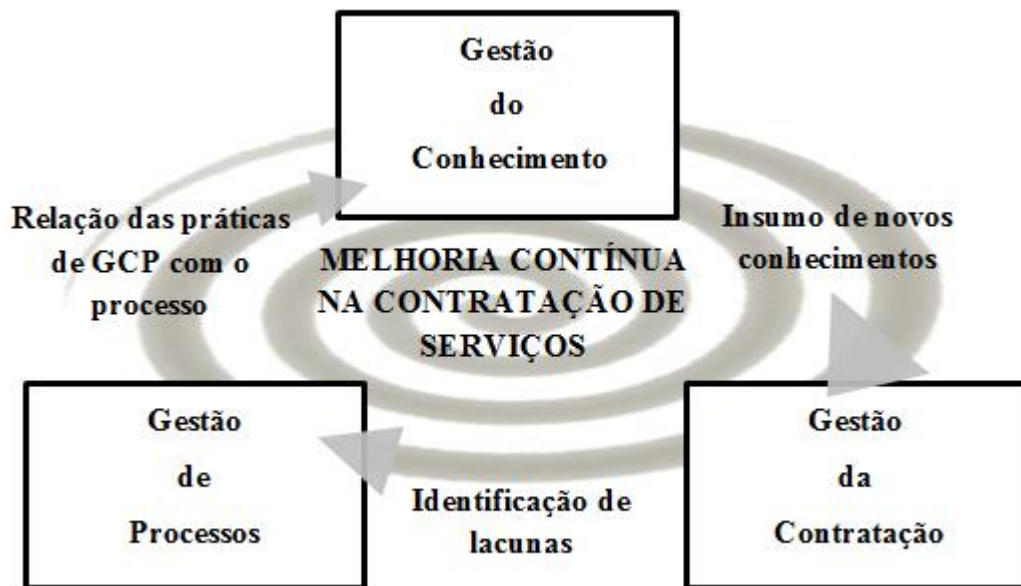 Gestão
do
Conhecimento
Relação das práticas
de GCP com o
processo
Insumo de novos
conhecimentos
MELHORIA CONTÍNUA
NA CONTRATAÇÃO DE
SERVIÇOS
Gestão
de
Processos
Identificação de
lacunas
Gestão
da
Contratação